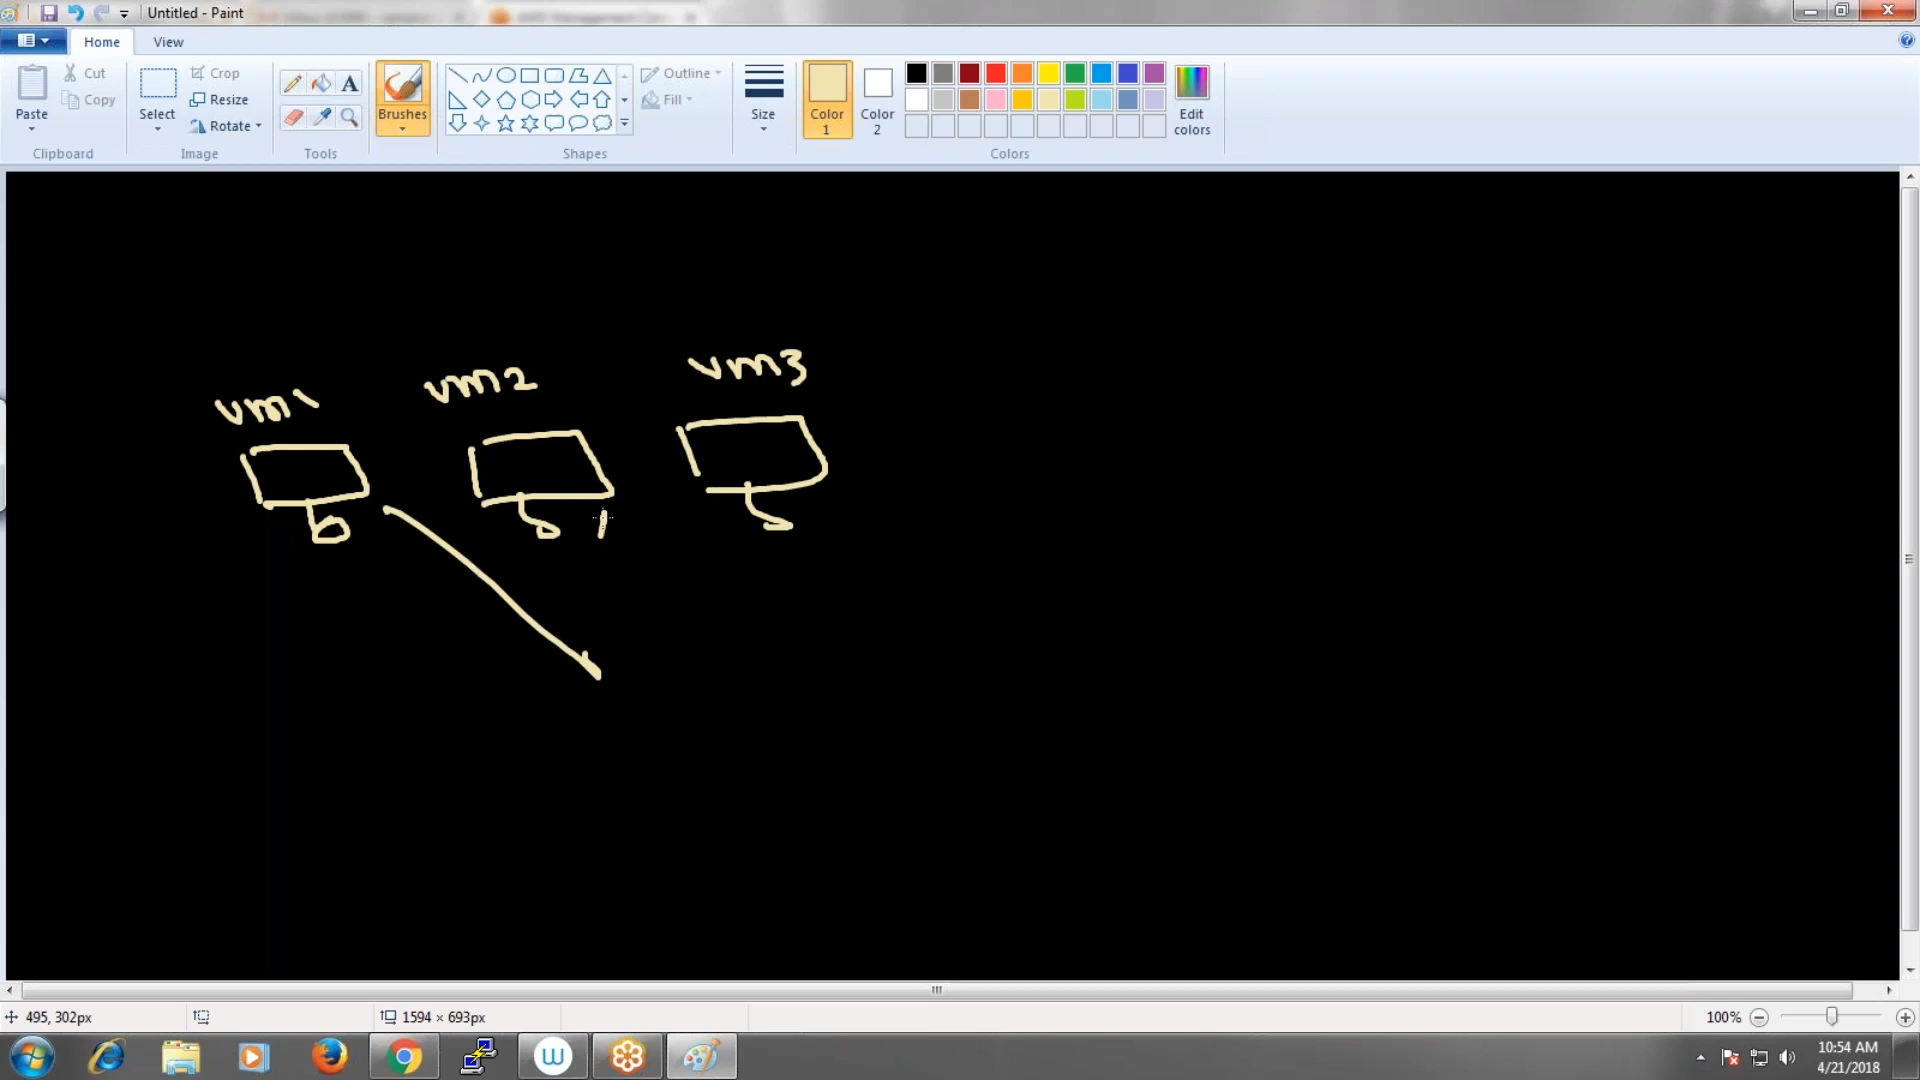 Untitled - Paint
Home View
Paste
Cut
Copy
Clipboard
Select
Crop
Resize
Rotate
Image
A
Tools
Brushes
Outline
Fill
Shapes
Size
Color 1
Color 2
Edit colors
Colors
vm1 vm2 vm3
495, 302px
1594 × 693px
100%
10:54 AM
4/21/2018